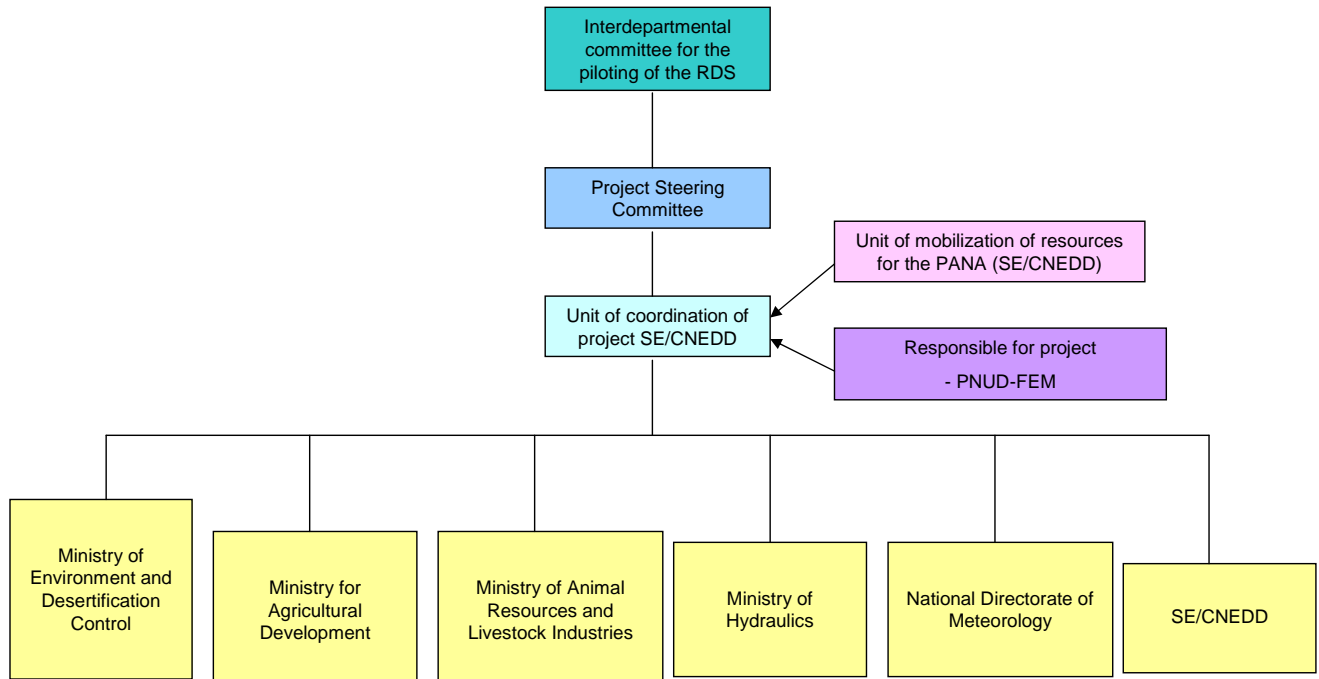 Interdepartmental
committee for the
piloting of the RDS
Project Steering
Committee
Unit of mobilization of resources
for the PANA (SE/CNEDD)
Unit of coordination of
project SE/CNEDD
Responsible for project
- PNUD-FEM
Ministry of
Environment and
Desertification
Control
Ministry for
Agricultural
Development
Ministry of Animal
Resources and
Livestock Industries
Ministry of
Hydraulics
National Directorate of
Meteorology
SE/CNEDD